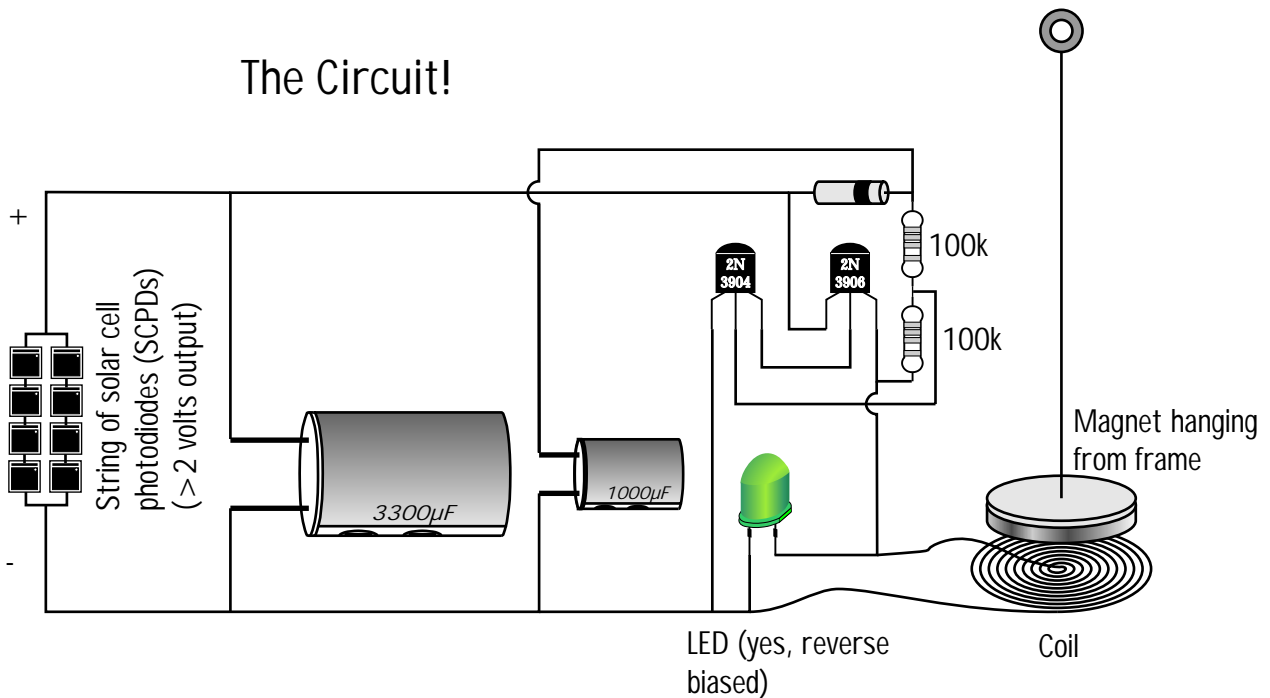 The Circuit!
+
-
String of solar cell
photodiodes (SCPDs)
(> 2 volts output)
3300µF
1000µF
2N
3904
2N
3906
100k
100k
Magnet hanging
from frame
LED (yes, reverse
biased)
Coil